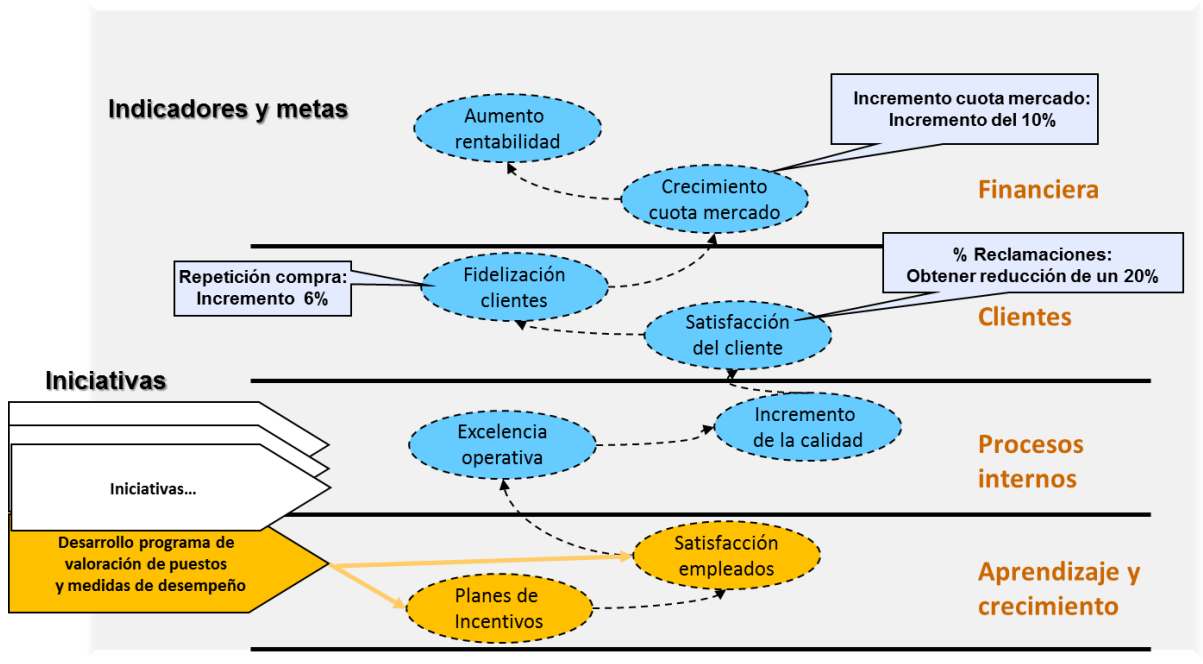 Indicadores y metas
Aumento
rentabilidad
Incremento cuota mercado:
Incremento del 10%
Crecimiento
cuota mercado
Financiera
Repetición compra:
Incremento  6%
Fidelización
clientes
% Reclamaciones:
Obtener reducción de un 20%
Satisfacción
del cliente
Clientes
Iniciativas
Excelencia
operativa
Incremento
de la calidad
Procesos
internos
Iniciativas...
Desarrollo programa de
valoración de puestos
y medidas de desempeño
Satisfacción
empleados
Planes de
Incentivos
Aprendizaje y
crecimiento